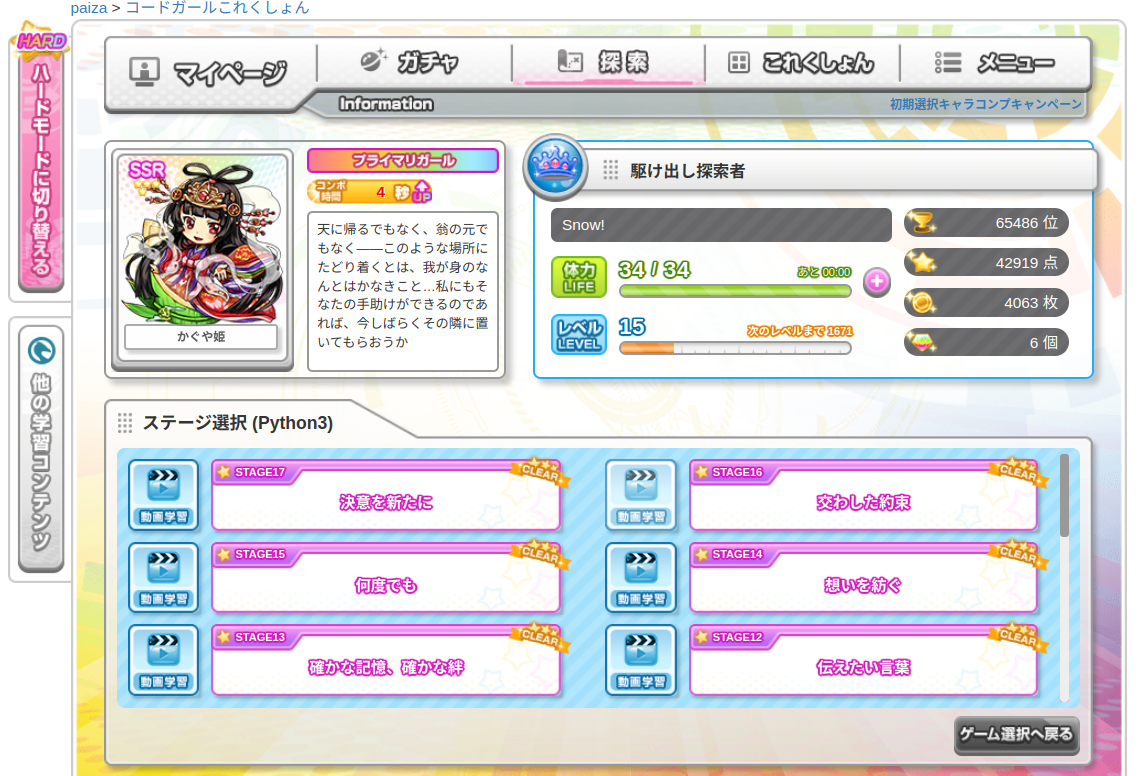 paiza > コードガールこれくしょん
HARD
ハードモードに切り替える
他の学習コンテンツ
マイページ
ガチャ
探索
これくしょん
メニュー
Information
初期選択キャラコンプキャンペーン
SSR
かぐや姫
プライマリガール
コンボ時間 4 秒 UP
天に帰るでもなく、翁の元で
もなく――このような場所に
たどり着くとは、我が身のな
んとはかなきこと…私にもそ
なたの手助けができるのであ
れば、今しばらくその隣に置
いてもらおうか
駆け出し探索者
Snow!
体力 LIFE
34 / 34
あと 00:00
レベル LEVEL
15
次のレベルまで 1671
65486 位
42919 点
4063 枚
6 個
ステージ選択 (Python3)
動画学習
STAGE17
CLEAR
決意を新たに
動画学習
STAGE16
CLEAR
交わした約束
動画学習
STAGE15
CLEAR
何度でも
動画学習
STAGE14
CLEAR
想いを紡ぐ
動画学習
STAGE13
CLEAR
確かな記憶、確かな絆
動画学習
STAGE12
CLEAR
伝えたい言葉
ゲーム選択へ戻る